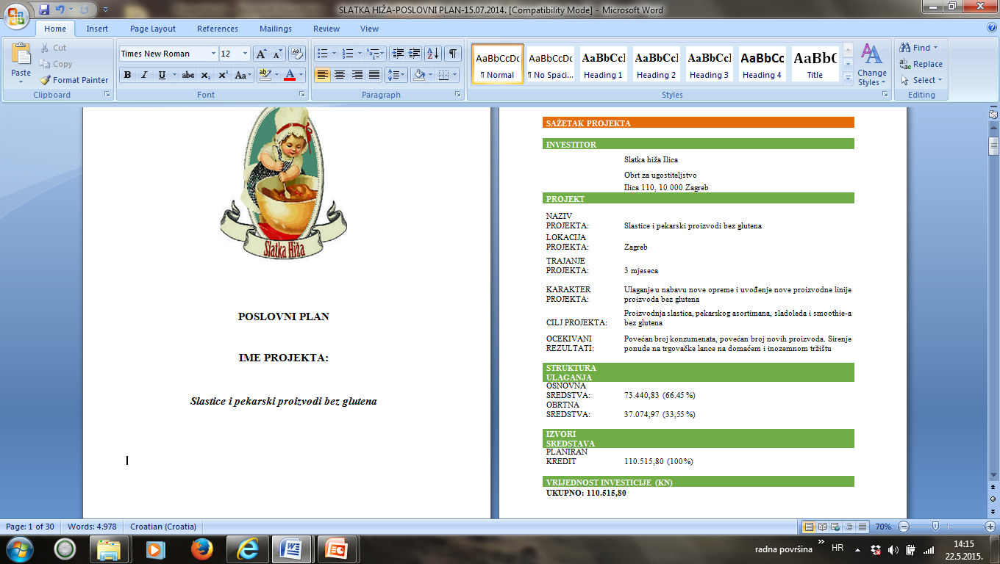 SLATKA HIŽA-POSLOVNI PLAN-15.07.2014. [Compatibility Mode] - Microsoft Word
Home Insert Page Layout References Mailings Review View
Paste
Cut
Copy
Format Painter
Clipboard
Times New Roman 12
B I U abc x₂ x² Aa
Font
Paragraph
AaBbCcDc AaBbCcDc AaBbCcI AaBbCcI AaBbCcI AaBbCc AaBbC
¶ Normal ¶ No Spaci... Heading 1 Heading 2 Heading 3 Heading 4 Title
Change
Styles
Styles
Find
Replace
Select
Editing
Slatka Hiža
POSLOVNI PLAN
IME PROJEKTA:
Slastice i pekarski proizvodi bez glutena
SAŽETAK PROJEKTA
INVESTITOR
Slatka hiža Ilica
Obrt za ugostiteljstvo
Ilica 110, 10 000 Zagreb
PROJEKT
NAZIV
PROJEKTA: Slastice i pekarski proizvodi bez glutena
LOKACIJA
PROJEKTA: Zagreb
TRAJANJE
PROJEKTA: 3 mjeseca
KARAKTER Ulaganje u nabavu nove opreme i uvođenje nove proizvodne linije
PROJEKTA: proizvoda bez glutena
Proizvodnja slastica, pekarskog asortimana, sladoleda i smoothie-a
CILJ PROJEKTA: bez glutena
OCEKIVANI Povećan broj konzumenata, povećan broj novih proizvoda. Sirenje
REZULTATI: ponude na trgovačke lance na domaćem i inozemnom tržištu
STRUKTURA
ULAGANJA
OSNOVNA
SREDSTVA: 73.440,83 (66.45%)
OBRTNA
SREDSTVA: 37.074,97 (33,55%)
IZVORI
SREDSTAVA
PLANIRAN
KREDIT 110.515,80 (100%)
VRIJEDNOST INVESTICIJE (KN)
UKUPNO: 110.515,80
Page: 1 of 30 Words: 4.978 Croatian (Croatia) 70%
radna površina HR
14:15
22.5.2015.